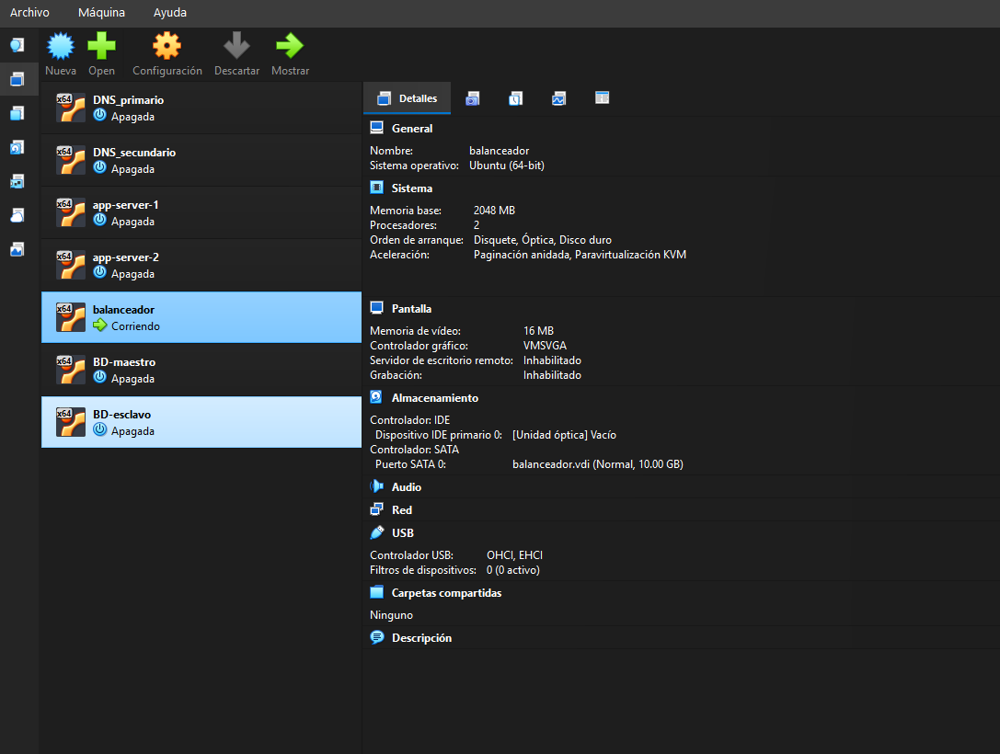 Archivo Máquina Ayuda
Nueva Open Configuración Descartar Mostrar
x64 DNS_primario
Apagada
x64 DNS_secundario
Apagada
x64 app-server-1
Apagada
x64 app-server-2
Apagada
x64 balanceador
Corriendo
x64 BD-maestro
Apagada
x64 BD-esclavo
Apagada
Detalles
General
Nombre: balanceador
Sistema operativo: Ubuntu (64-bit)
Sistema
Memoria base: 2048 MB
Procesadores: 2
Orden de arranque: Disquete, Óptica, Disco duro
Aceleración: Paginación anidada, Paravirtualización KVM
Pantalla
Memoria de vídeo: 16 MB
Controlador gráfico: VMSVGA
Servidor de escritorio remoto: Inhabilitado
Grabación: Inhabilitado
Almacenamiento
Controlador: IDE
Dispositivo IDE primario 0: [Unidad óptica] Vacío
Controlador: SATA
Puerto SATA 0: balanceador.vdi (Normal, 10.00 GB)
Audio
Red
USB
Controlador USB: OHCI, EHCI
Filtros de dispositivos: 0 (0 activo)
Carpetas compartidas
Ninguno
Descripción